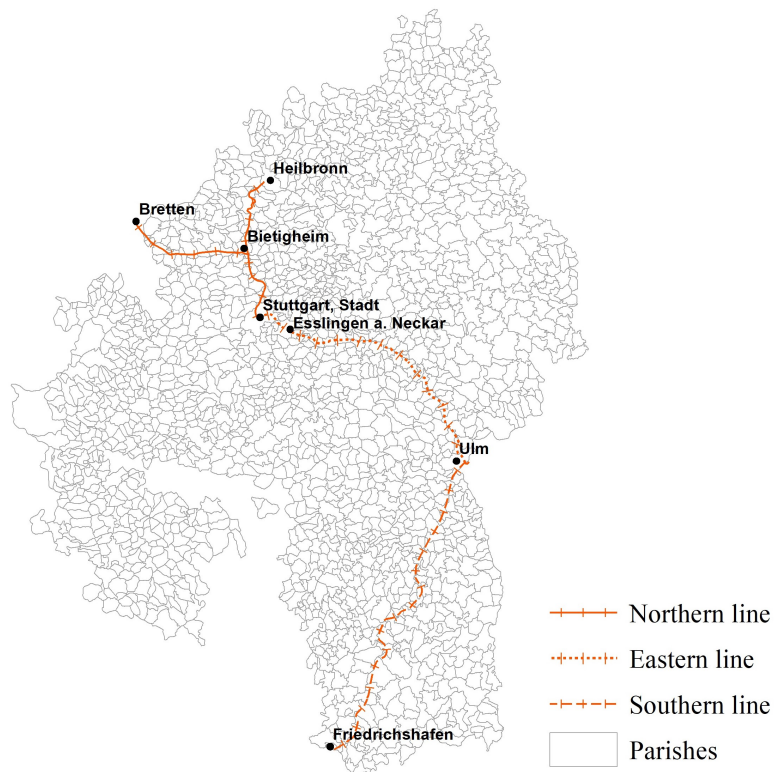 Heilbronn
Bretten
Bietigheim
Stuttgart, Stadt
Esslingen a. Neckar
Ulm
Northern line
Eastern line
Southern line
Friedrichshafen
Parishes